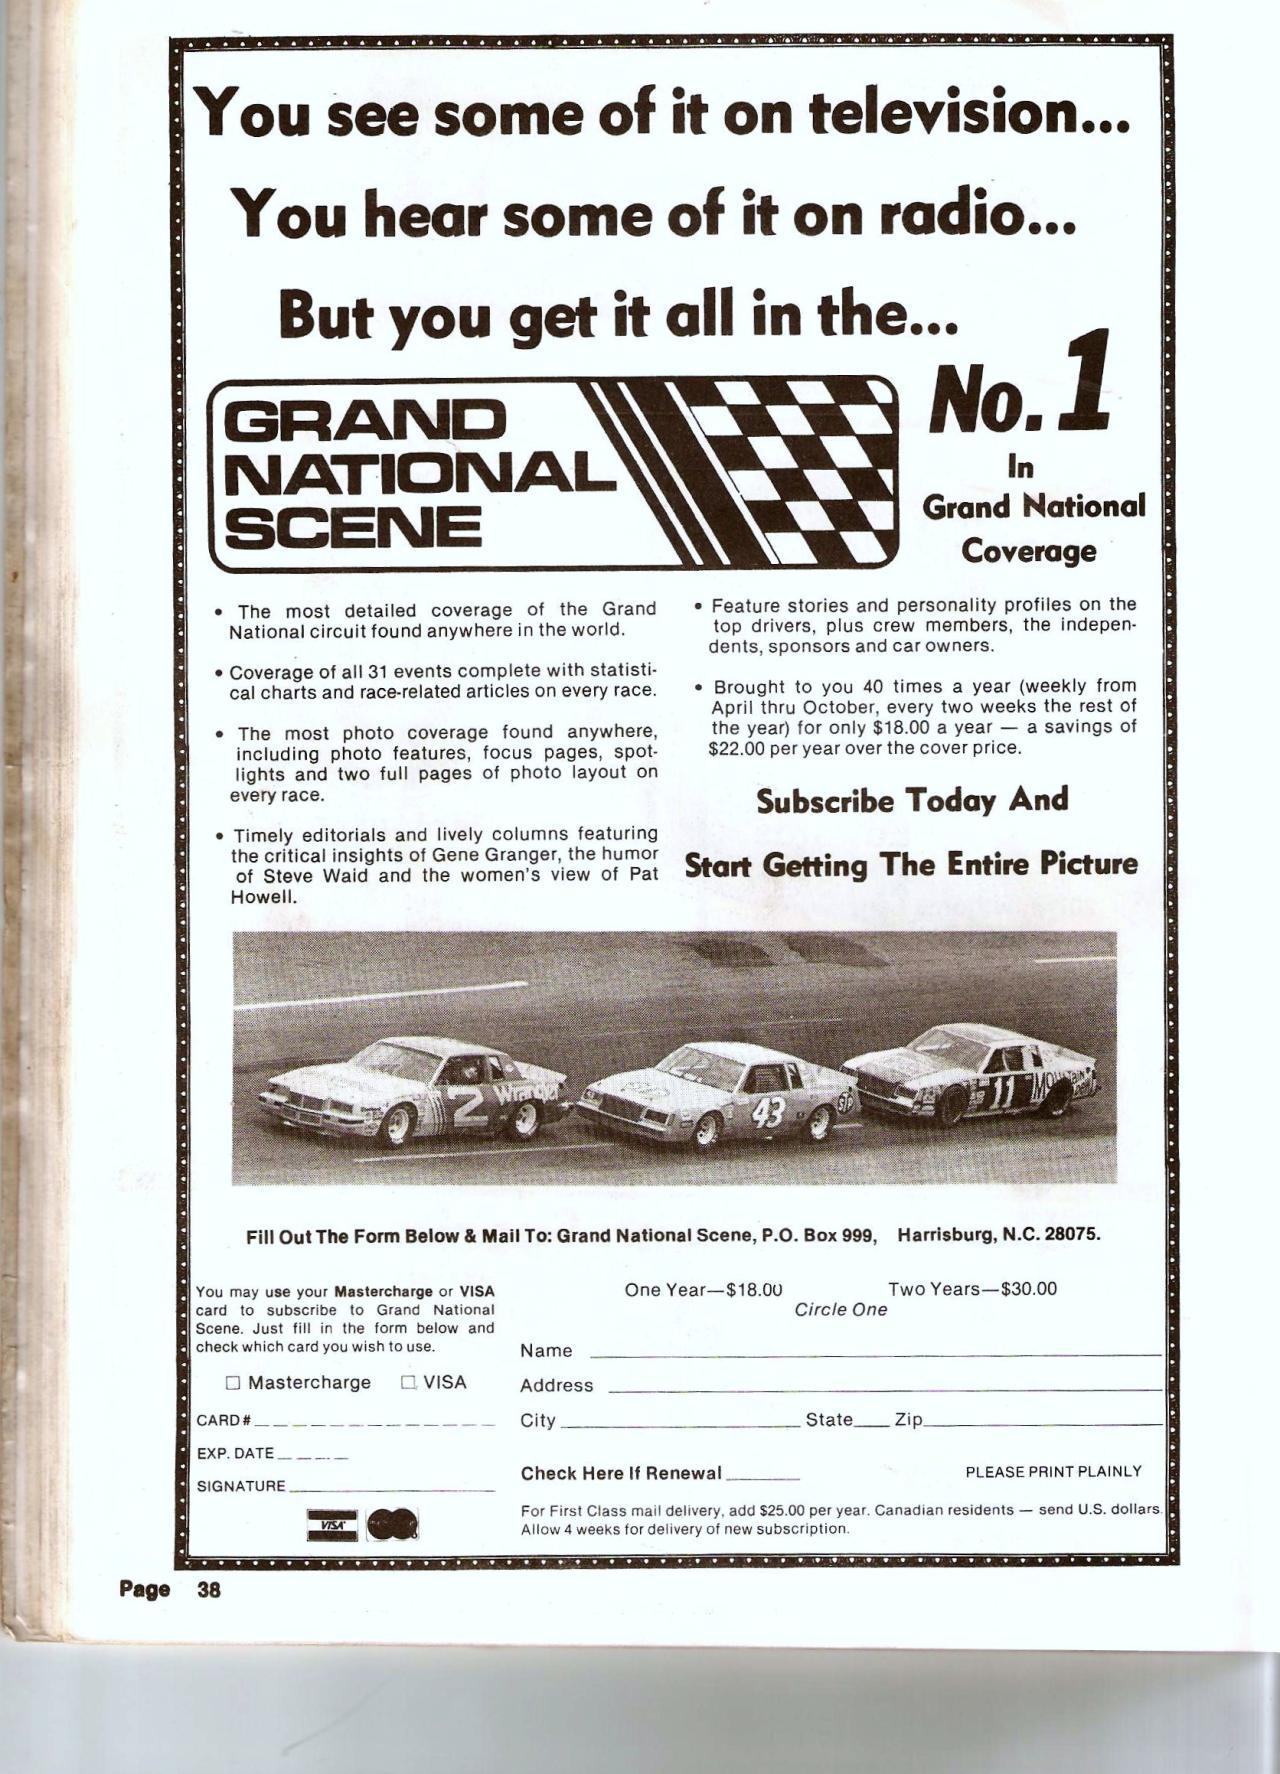 You see some of it on television...
You hear some of it on radio...
But you get it all in the...
GRAND
NATIONAL
SCENE
No. 1
In
Grand National
Coverage
• The most detailed coverage of the Grand
National circuit found anywhere in the world.
• Coverage of all 31 events complete with statisti-
cal charts and race-related articles on every race.
• The most photo coverage found anywhere,
including photo features, focus pages, spot-
lights and two full pages of photo layout on
every race.
• Timely editorials and lively columns featuring
the critical insights of Gene Granger, the humor
of Steve Waid and the women's view of Pat
Howell.
• Feature stories and personality profiles on the
top drivers, plus crew members, the indepen-
dents, sponsors and car owners.
• Brought to you 40 times a year (weekly from
April thru October, every two weeks the rest of
the year) for only $18.00 a year — a savings of
$22.00 per year over the cover price.
Subscribe Today And
Start Getting The Entire Picture
2 Wrangler
43 STP
11 Mountain
Fill Out The Form Below & Mail To: Grand National Scene, P.O. Box 999, Harrisburg, N.C. 28075.
You may use your Mastercharge or VISA
card to subscribe to Grand National
Scene. Just fill in the form below and
check which card you wish to use.
☐ Mastercharge ☐ VISA
CARD # _ _ _ _ _ _ _ _ _ _ _ _ _
EXP. DATE _ _ _ _
SIGNATURE ____________
VISA
One Year—$18.00 Two Years—$30.00
Circle One
Name ____________
Address ____________
City ____________ State____ Zip____________
Check Here If Renewal ______ PLEASE PRINT PLAINLY
For First Class mail delivery, add $25.00 per year. Canadian residents — send U.S. dollars.
Allow 4 weeks for delivery of new subscription.
Page 38